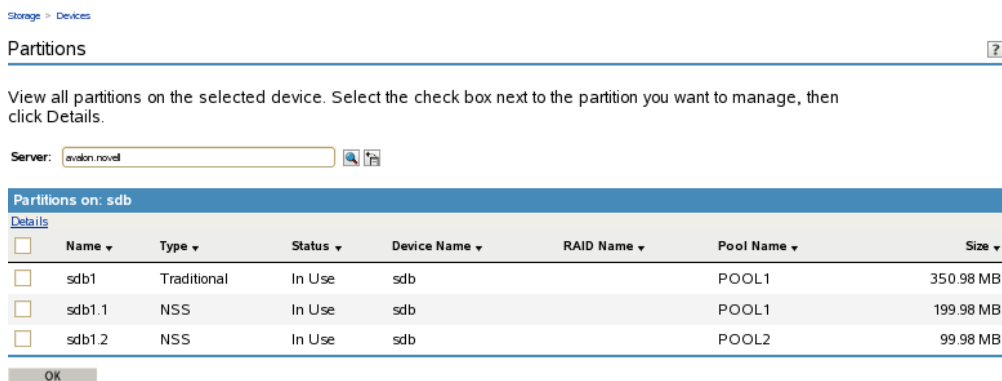 Storage > Devices
Partitions
?
View all partitions on the selected device. Select the check box next to the partition you want to manage, then
click Details.
Server: avalon.novell
Partitions on: sdb
Details
Name Type Status Device Name RAID Name Pool Name Size
sdb1 Traditional In Use sdb POOL1 350.98 MB
sdb1.1 NSS In Use sdb POOL1 199.98 MB
sdb1.2 NSS In Use sdb POOL2 99.98 MB
OK